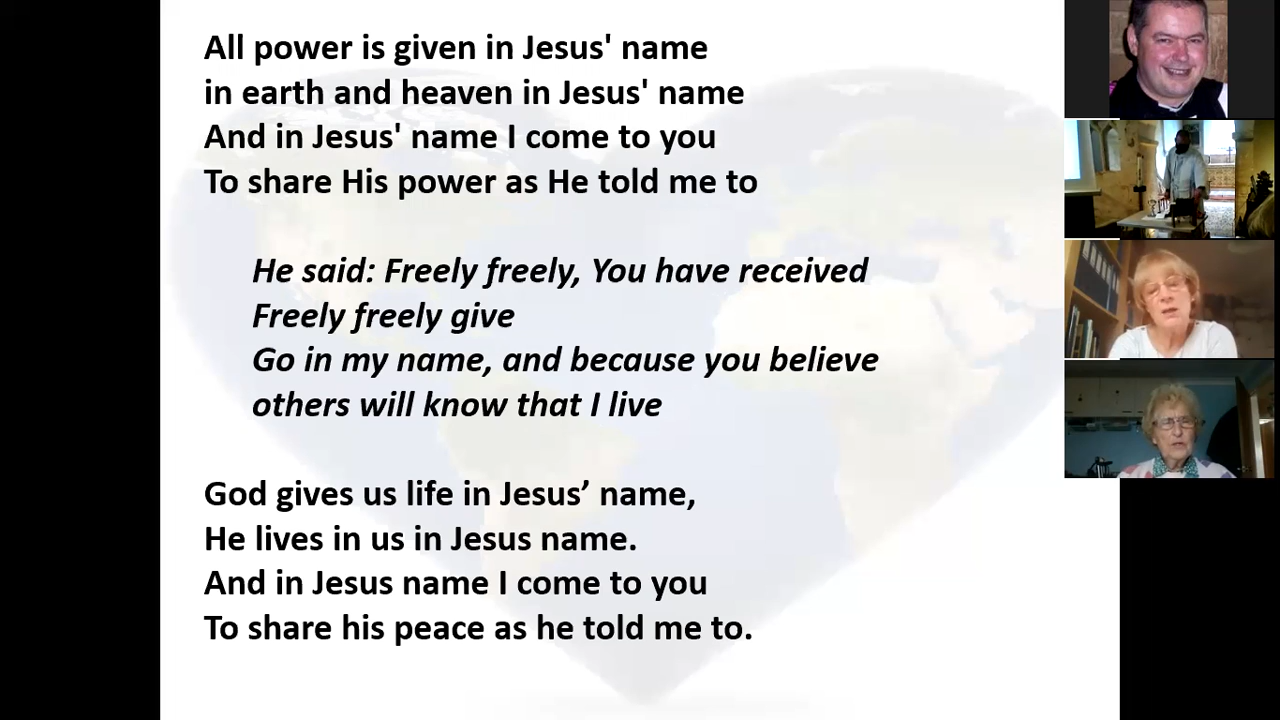 All power is given in Jesus' name
in earth and heaven in Jesus' name
And in Jesus' name I come to you
To share His power as He told me to
He said: Freely freely, You have received
Freely freely give
Go in my name, and because you believe
others will know that I live
God gives us life in Jesus’ name,
He lives in us in Jesus name.
And in Jesus name I come to you
To share his peace as he told me to.